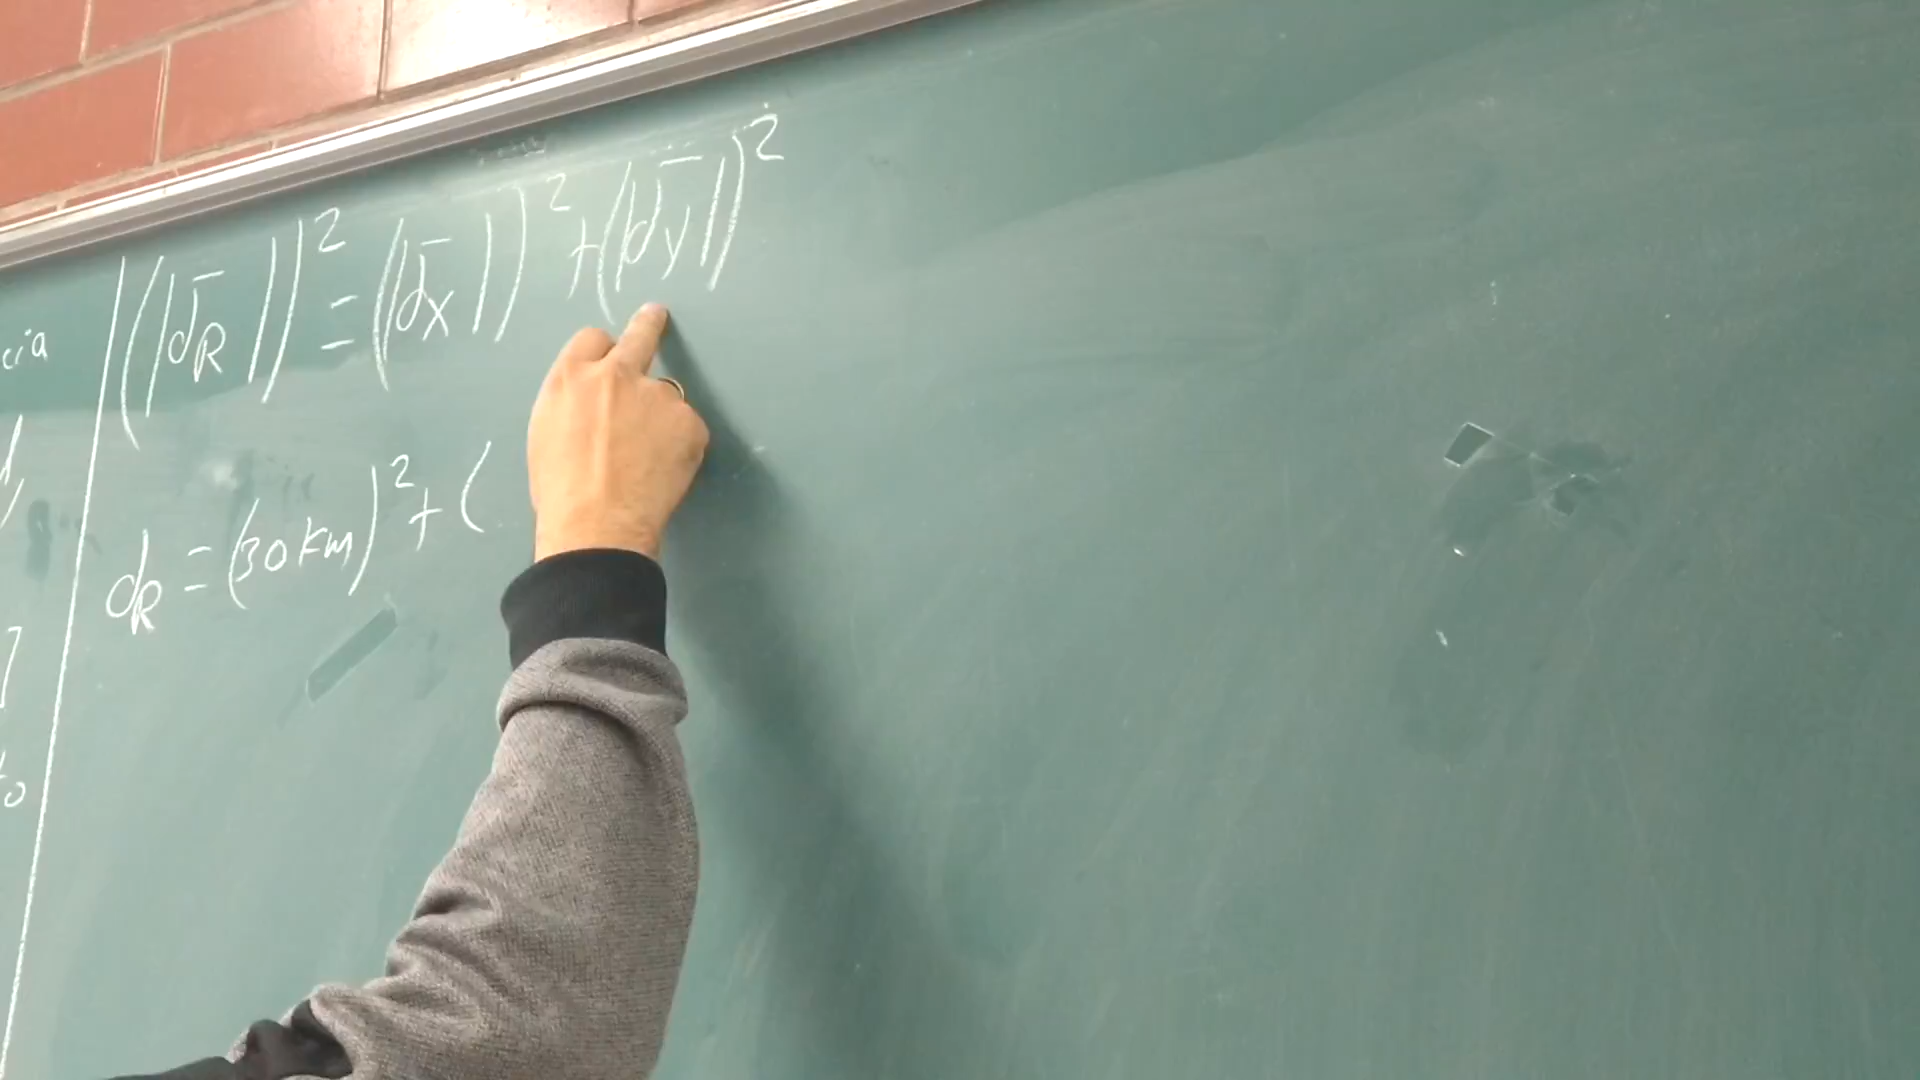 (|d̄R|)² = (|d̄x|)² + (|d̄y|)²
dR = (30 km)² + (